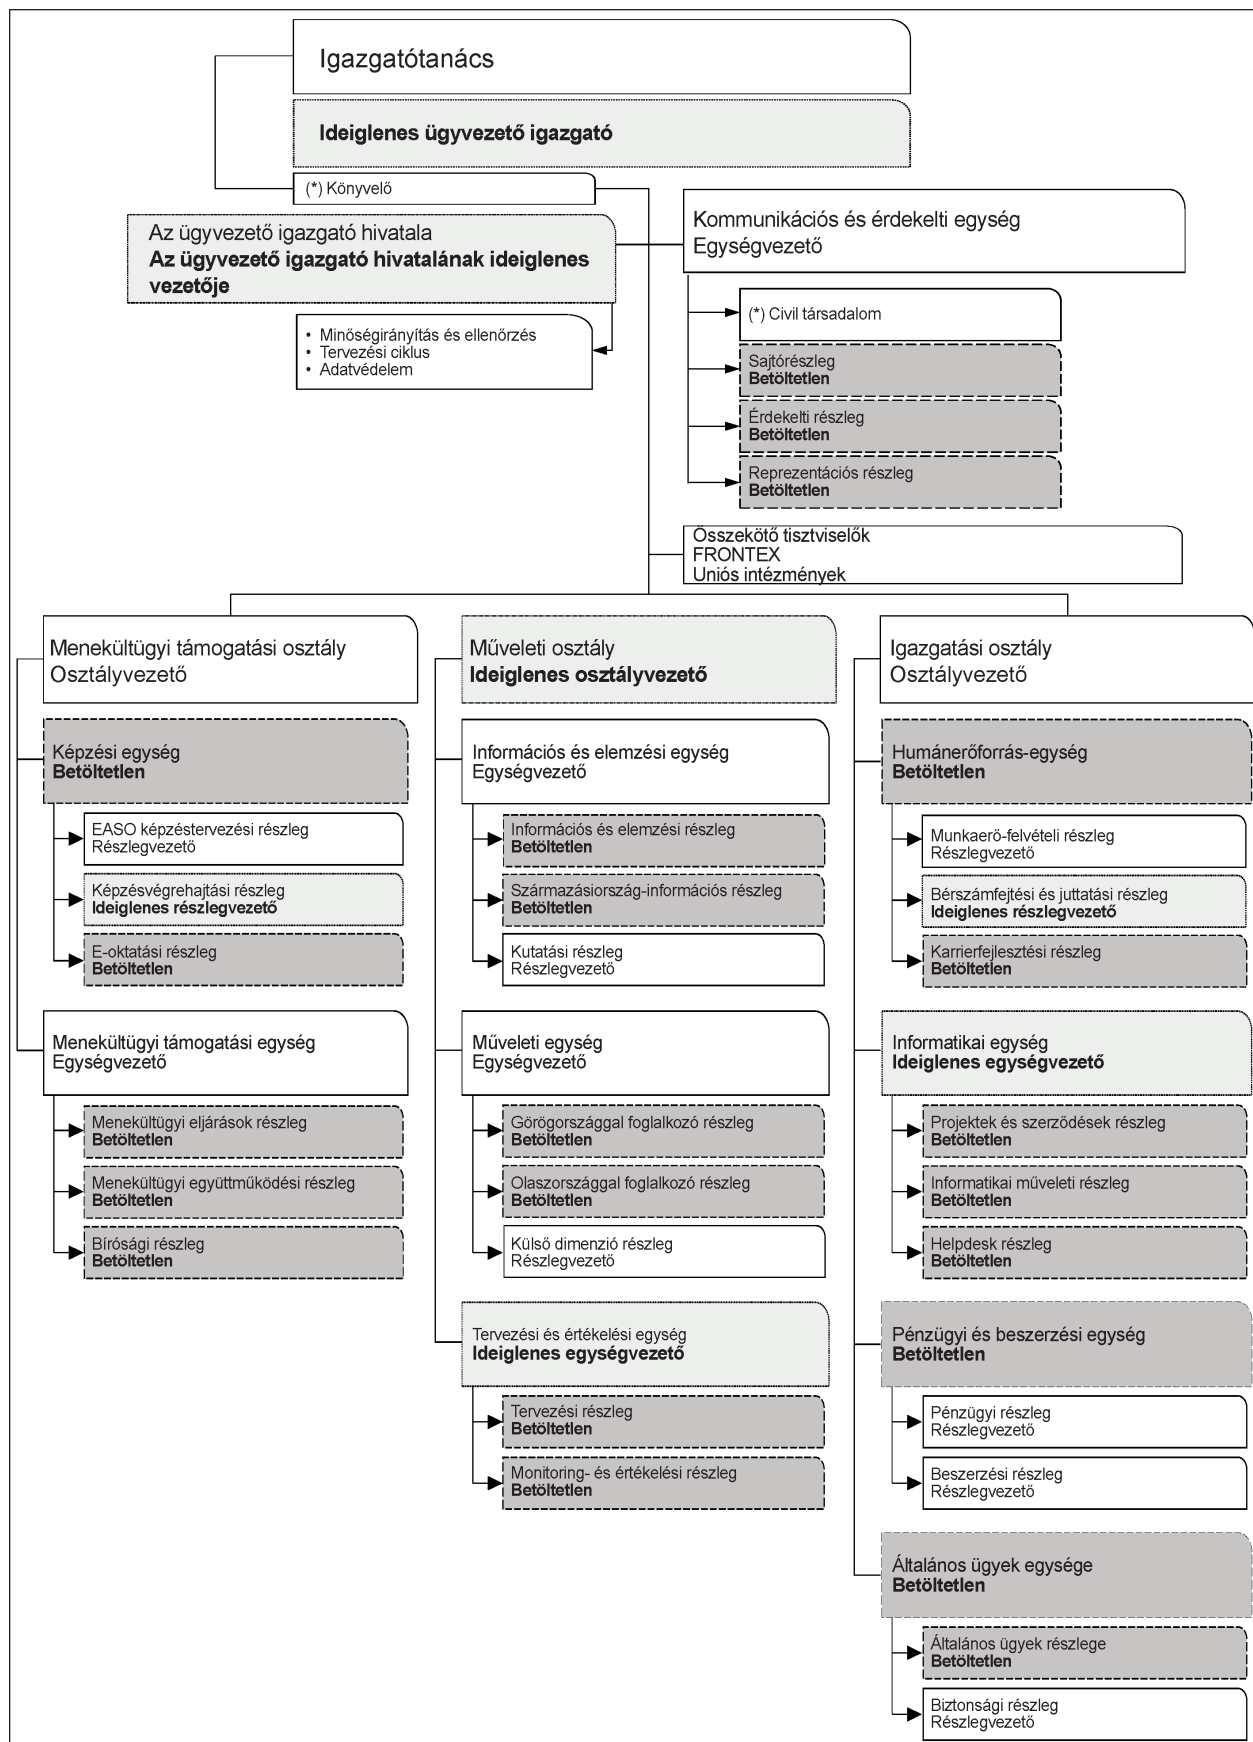 Igazgatótanács
Ideiglenes ügyvezető igazgató
(*) Könyvelő
Az ügyvezető igazgató hivatala
Az ügyvezető igazgató hivatalának ideiglenes
vezetője
• Minőségirányítás és ellenőrzés
• Tervezési ciklus
• Adatvédelem
Kommunikációs és érdekelti egység
Egységvezető
(*) Civil társadalom
Sajtórészleg
Betöltetlen
Érdekelti részleg
Betöltetlen
Reprezentációs részleg
Betöltetlen
Összekötő tisztviselők
FRONTEX
Uniós intézmények
Menekültügyi támogatási osztály
Osztályvezető
Képzési egység
Betöltetlen
EASO képzéstervezési részleg
Részlegvezető
Képzésvégrehajtási részleg
Ideiglenes részlegvezető
E-oktatási részleg
Betöltetlen
Menekültügyi támogatási egység
Egységvezető
Menekültügyi eljárások részleg
Betöltetlen
Menekültügyi együttműködési részleg
Betöltetlen
Bírósági részleg
Betöltetlen
Műveleti osztály
Ideiglenes osztályvezető
Információs és elemzési egység
Egységvezető
Információs és elemzési részleg
Betöltetlen
Származásiország-információs részleg
Betöltetlen
Kutatási részleg
Részlegvezető
Műveleti egység
Egységvezető
Görögországgal foglalkozó részleg
Betöltetlen
Olaszországgal foglalkozó részleg
Betöltetlen
Külső dimenzió részleg
Részlegvezető
Tervezési és értékelési egység
Ideiglenes egységvezető
Tervezési részleg
Betöltetlen
Monitoring- és értékelési részleg
Betöltetlen
Igazgatási osztály
Osztályvezető
Humánerőforrás-egység
Betöltetlen
Munkaerő-felvételi részleg
Részlegvezető
Bérszámfejtési és juttatási részleg
Ideiglenes részlegvezető
Karrierfejlesztési részleg
Betöltetlen
Informatikai egység
Ideiglenes egységvezető
Projektek és szerződések részleg
Betöltetlen
Informatikai műveleti részleg
Betöltetlen
Helpdesk részleg
Betöltetlen
Pénzügyi és beszerzési egység
Betöltetlen
Pénzügyi részleg
Részlegvezető
Beszerzési részleg
Részlegvezető
Általános ügyek egysége
Betöltetlen
Általános ügyek részlege
Betöltetlen
Biztonsági részleg
Részlegvezető